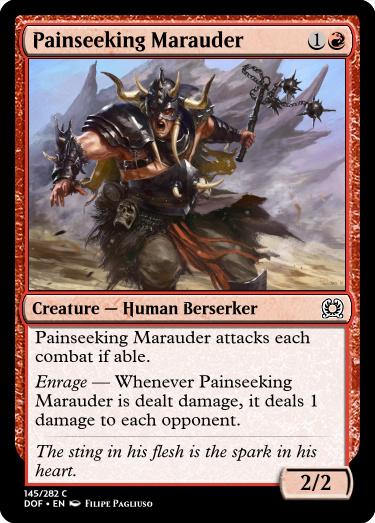 Painseeking Marauder 1
Creature — Human Berserker
Painseeking Marauder attacks each
combat if able.
Enrage — Whenever Painseeking
Marauder is dealt damage, it deals 1
damage to each opponent.
The sting in his flesh is the spark in his
heart.
2/2
145/282 C
DOF • EN Filipe Pagliuso